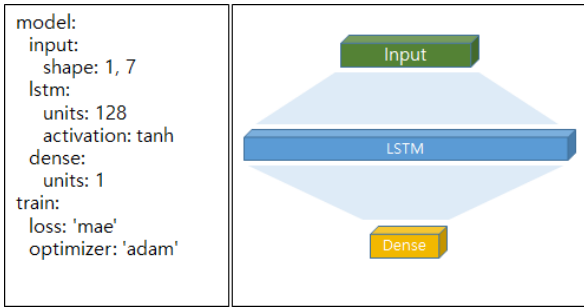 model:
input:
shape: 1, 7
lstm:
units: 128
activation: tanh
dense:
units: 1
train:
loss: 'mae'
optimizer: 'adam'
Input
LSTM
Dense